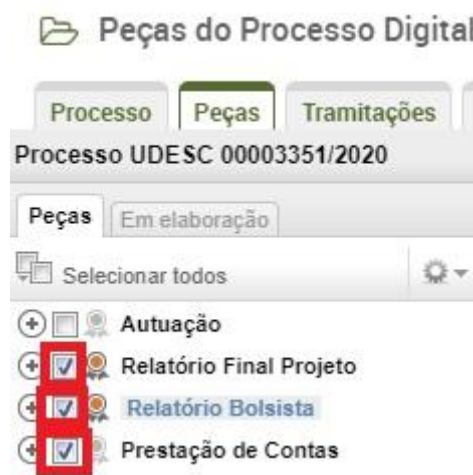 Peças do Processo Digital
Processo Peças Tramitações
Processo UDESC 00003351/2020
Peças Em elaboração
Selecionar todos
Autuação
Relatório Final Projeto
Relatório Bolsista
Prestação de Contas